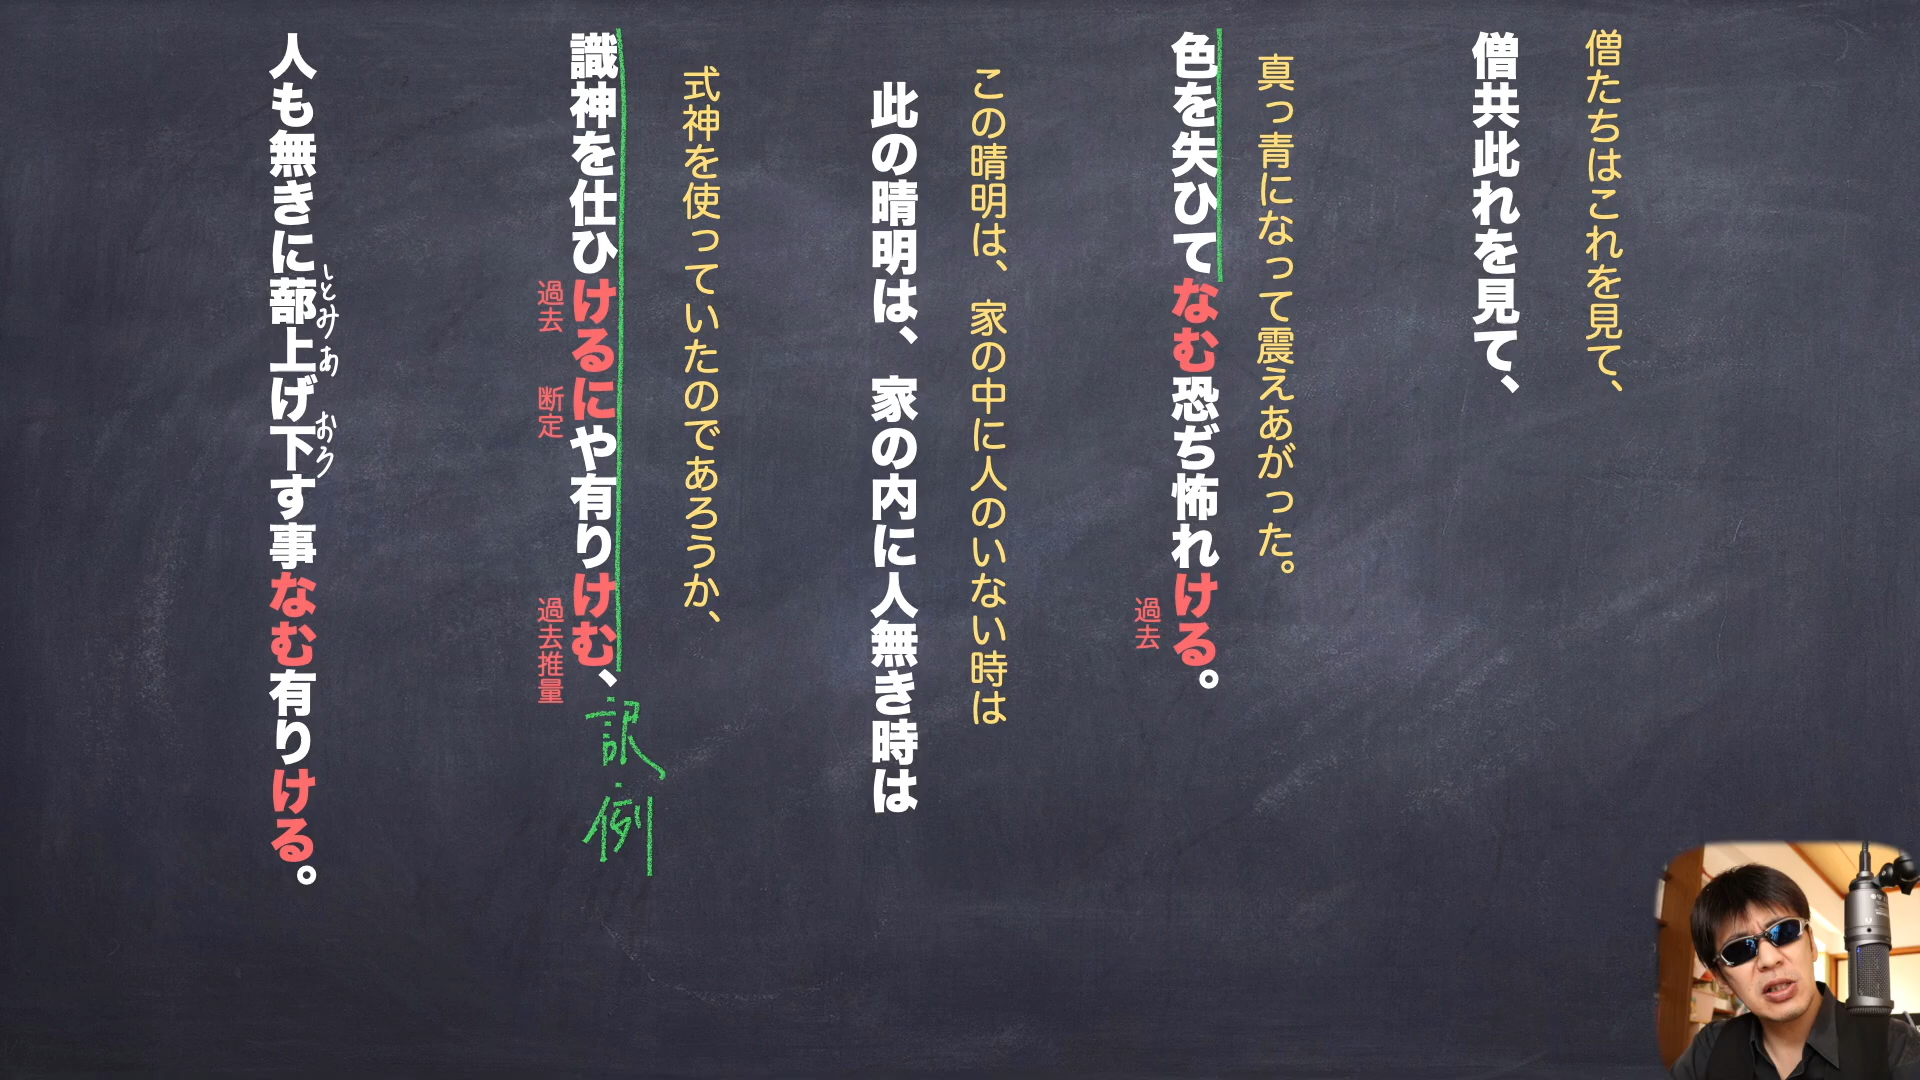 僧たちはこれを見て、
僧共此れを見て、
真っ青になって震えあがった。
色を失ひてなむ恐ぢ怖れける。
過去
この晴明は、家の中に人のいない時は
此の晴明は、家の内に人無き時は
式神を使っていたのであろうか、
識神を仕ひけるにや有りけむ、
訳例
過去
断定
過去推量
しとみあ
おろ
人も無きに蔀上げ下す事なむ有りける。